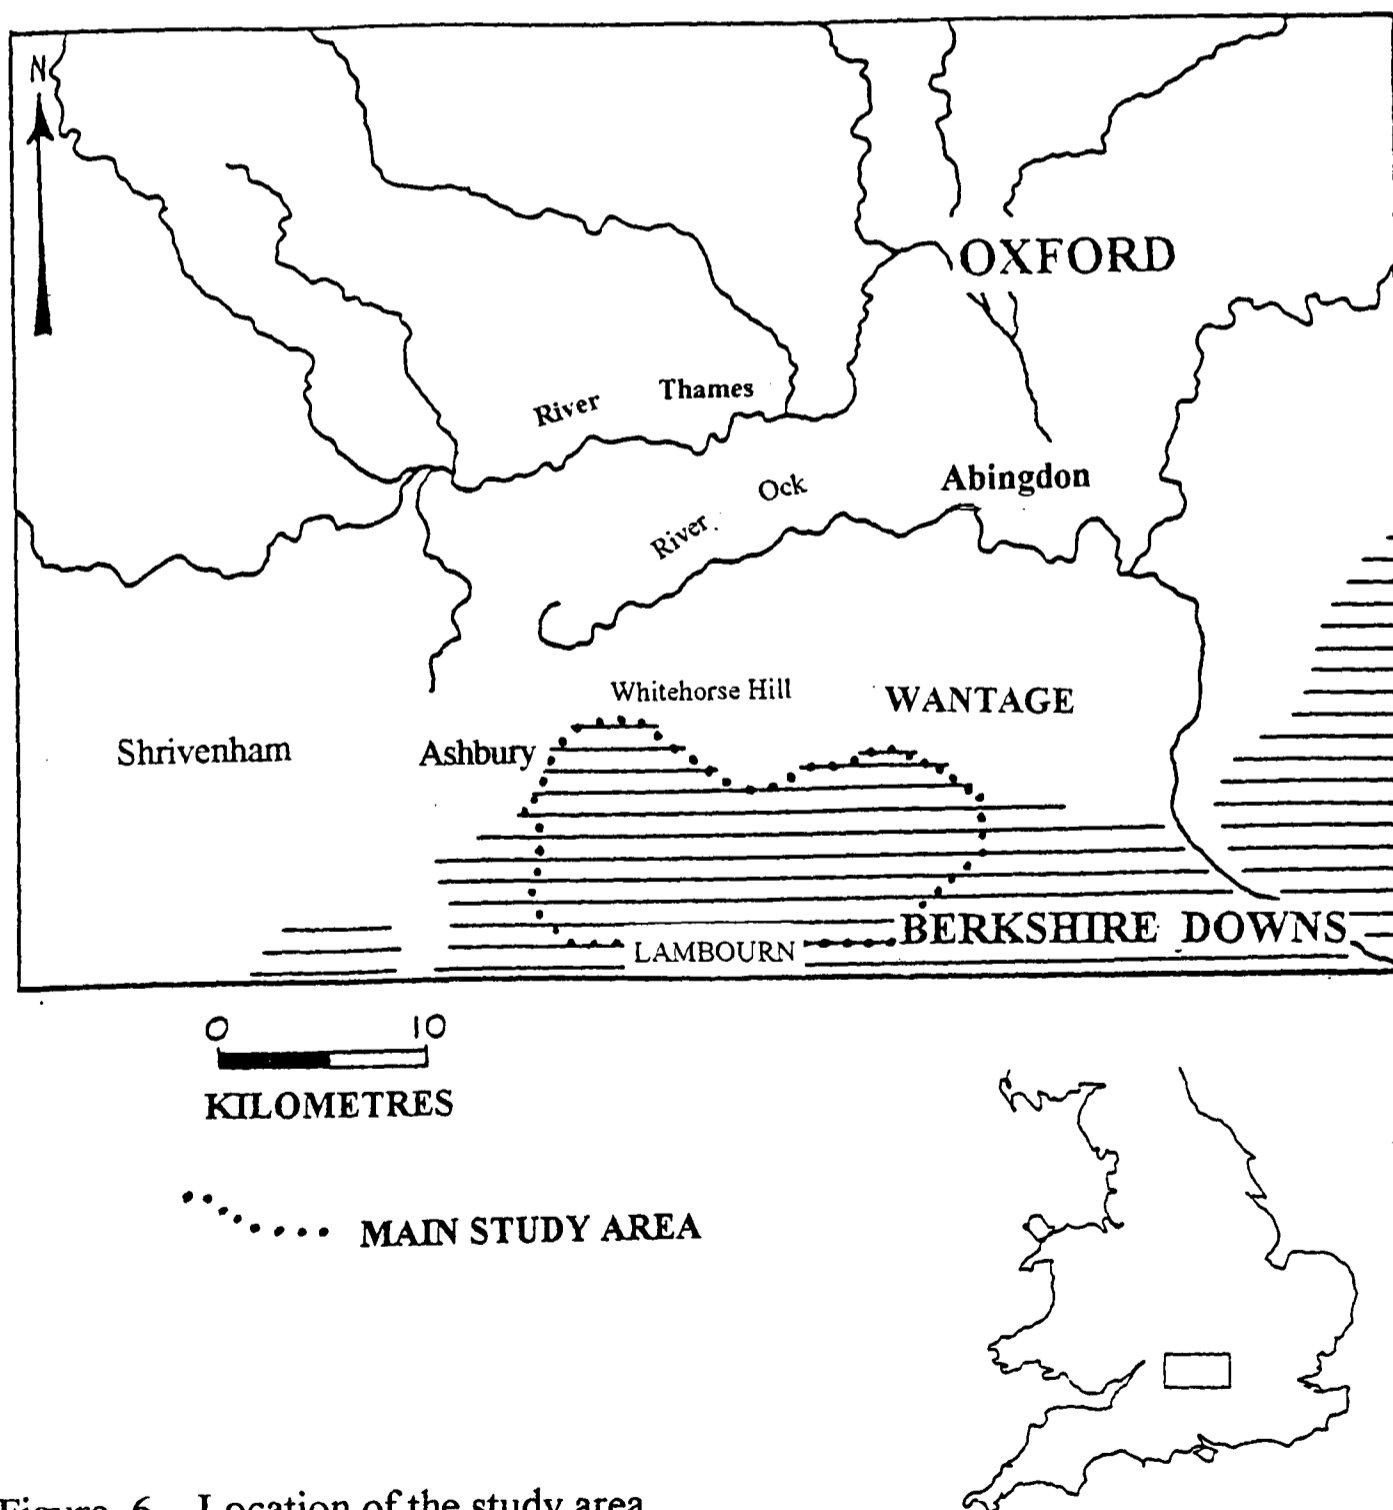 N
OXFORD
River Thames
River Ock
Abingdon
Whitehorse Hill
WANTAGE
Shrivenham
Ashbury
BERKSHIRE DOWNS
LAMBOURN
0 10
KILOMETRES
MAIN STUDY AREA
Figure 6 Location of the study area